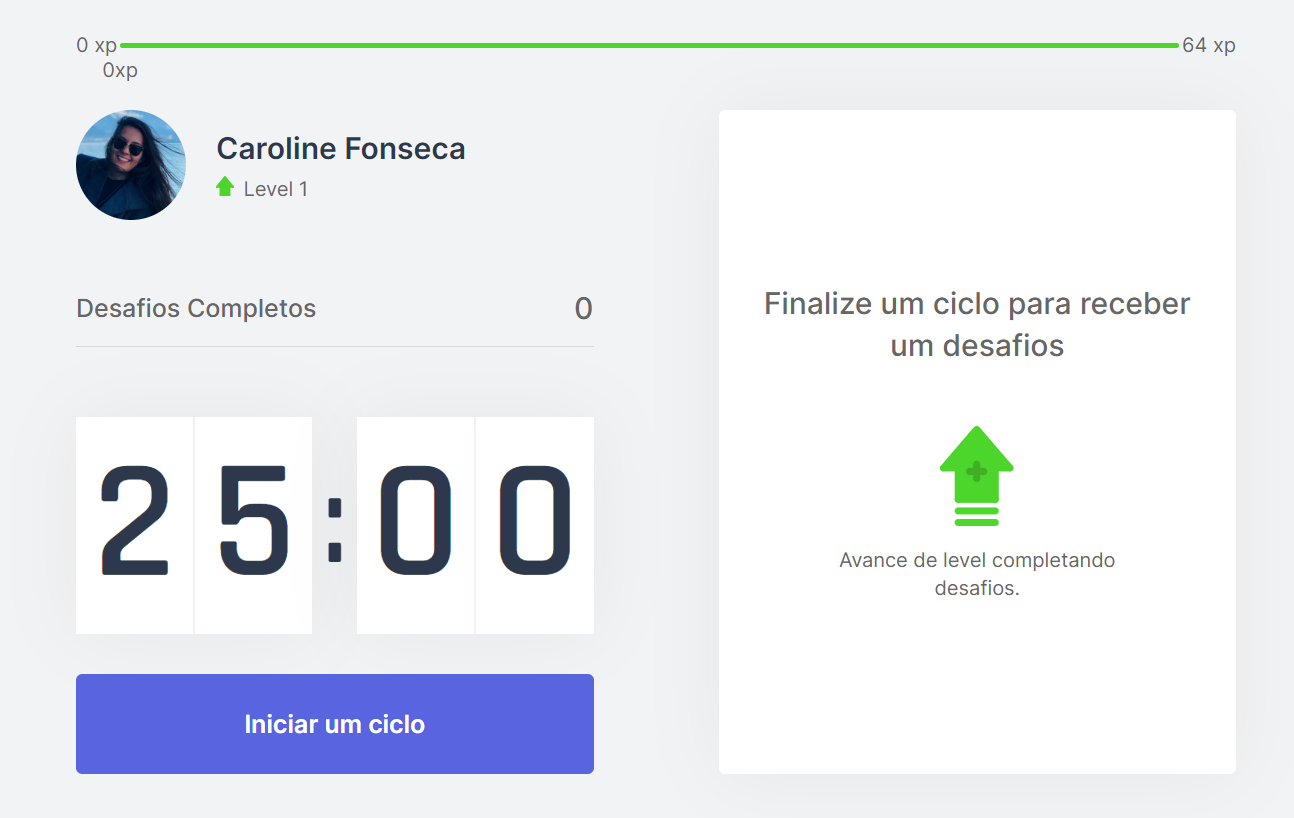 0 xp 64 xp
0xp
Caroline Fonseca
Level 1
Desafios Completos 0
25:00
Iniciar um ciclo
Finalize um ciclo para receber
um desafios
Avance de level completando
desafios.